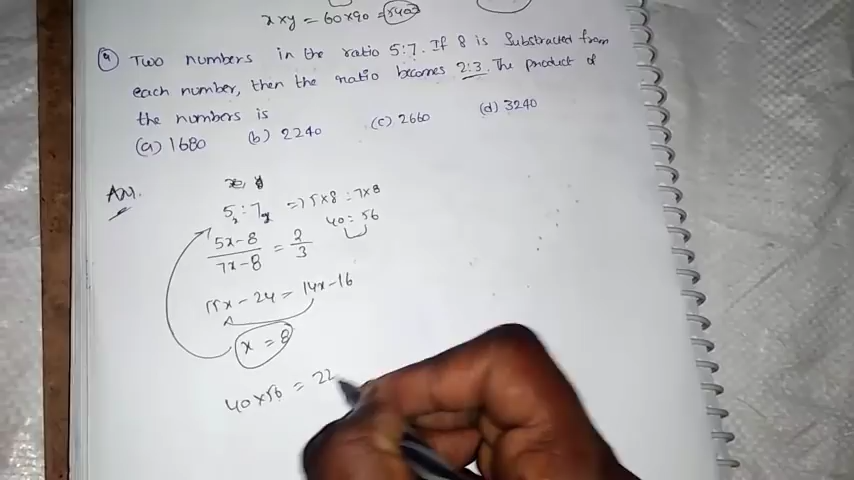 x x y = 60 x 90 = 5400
9) Two numbers in the ratio 5:7. If 8 is Substracted from
each number, then the ratio becomes 2:3. The product of
the numbers is
(a) 1680 (b) 2240 (c) 2660 (d) 3240
An.
5x : 7x => 5x8 : 7x8
40 : 56
5x-8 / 7x-8 = 2/3
15x - 24 = 14x - 16
x = 8
40x56 = 22